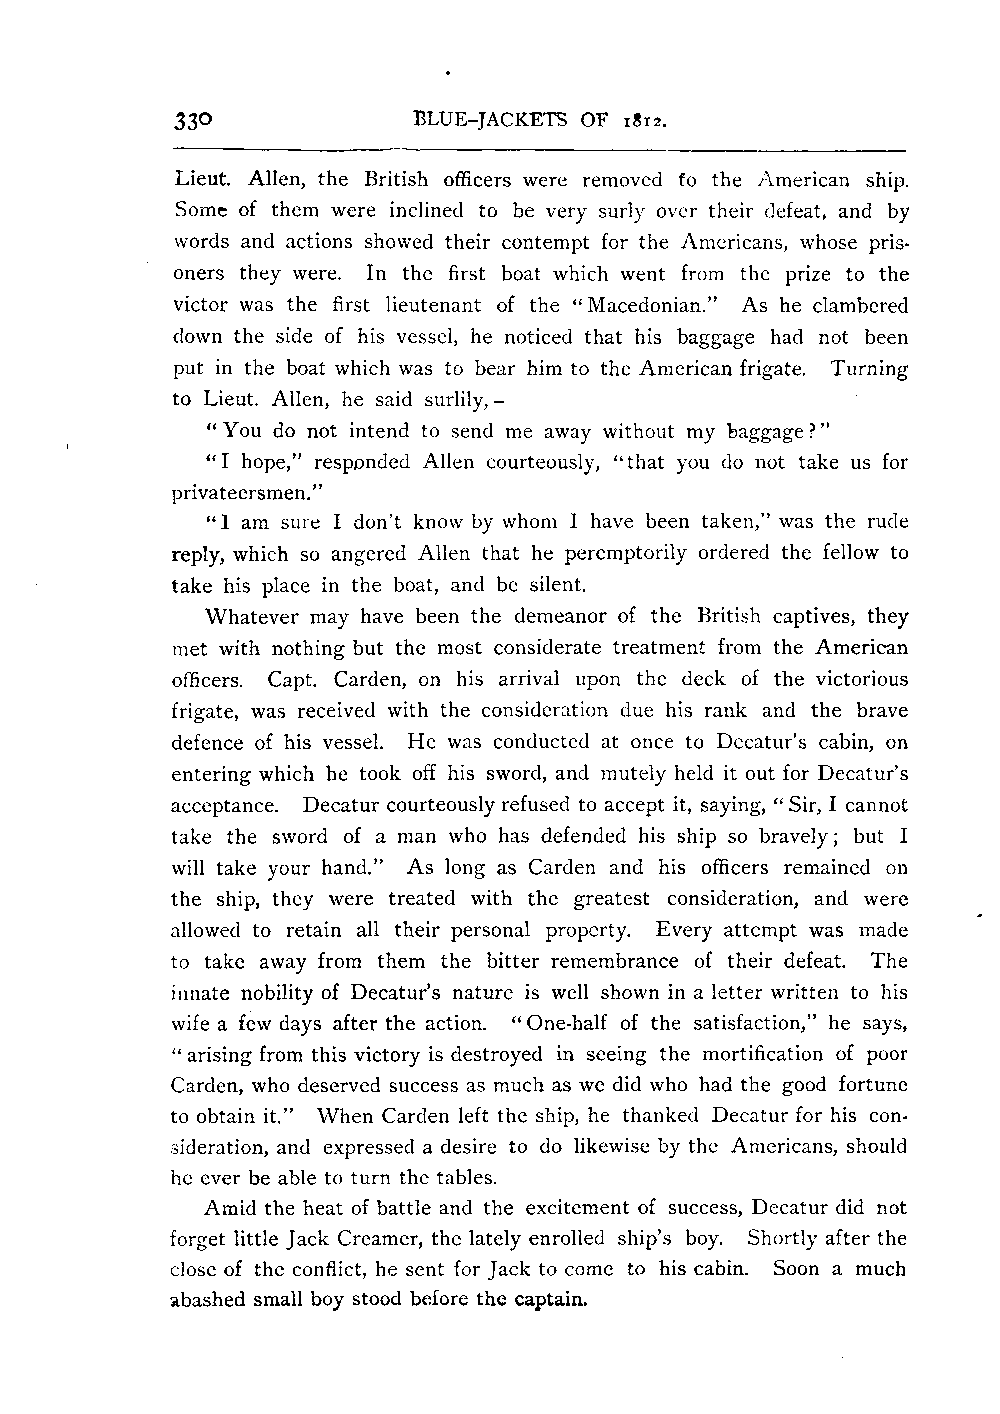 330 BLUE-JACKETS OF 1812.
Lieut. Allen, the British officers were removed to the American ship.
Some of them were inclined to be very surly over their defeat, and by
words and actions showed their contempt for the Americans, whose pris-
oners they were. In the first boat which went from the prize to the
victor was the first lieutenant of the “Macedonian.” As he clambered
down the side of his vessel, he noticed that his baggage had not been
put in the boat which was to bear him to the American frigate. Turning
to Lieut. Allen, he said surlily, –
“You do not intend to send me away without my baggage?”
“I hope,” responded Allen courteously, “that you do not take us for
privateersmen.”
“I am sure I don't know by whom I have been taken,” was the rude
reply, which so angered Allen that he peremptorily ordered the fellow to
take his place in the boat, and be silent.
Whatever may have been the demeanor of the British captives, they
met with nothing but the most considerate treatment from the American
officers. Capt. Carden, on his arrival upon the deck of the victorious
frigate, was received with the consideration due his rank and the brave
defence of his vessel. He was conducted at once to Decatur's cabin, on
entering which he took off his sword, and mutely held it out for Decatur's
acceptance. Decatur courteously refused to accept it, saying, “Sir, I cannot
take the sword of a man who has defended his ship so bravely; but I
will take your hand.” As long as Carden and his officers remained on
the ship, they were treated with the greatest consideration, and were
allowed to retain all their personal property. Every attempt was made
to take away from them the bitter remembrance of their defeat. The
innate nobility of Decatur's nature is well shown in a letter written to his
wife a few days after the action. “One-half of the satisfaction,” he says,
“arising from this victory is destroyed in seeing the mortification of poor
Carden, who deserved success as much as we did who had the good fortune
to obtain it.” When Carden left the ship, he thanked Decatur for his con-
sideration, and expressed a desire to do likewise by the Americans, should
he ever be able to turn the tables.
Amid the heat of battle and the excitement of success, Decatur did not
forget little Jack Creamer, the lately enrolled ship's boy. Shortly after the
close of the conflict, he sent for Jack to come to his cabin. Soon a much
abashed small boy stood before the captain.